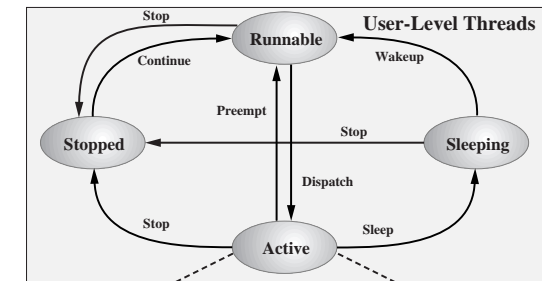 User-Level Threads
Stop
Runnable
Continue
Wakeup
Preempt
Stop
Stopped
Sleeping
Dispatch
Stop
Sleep
Active